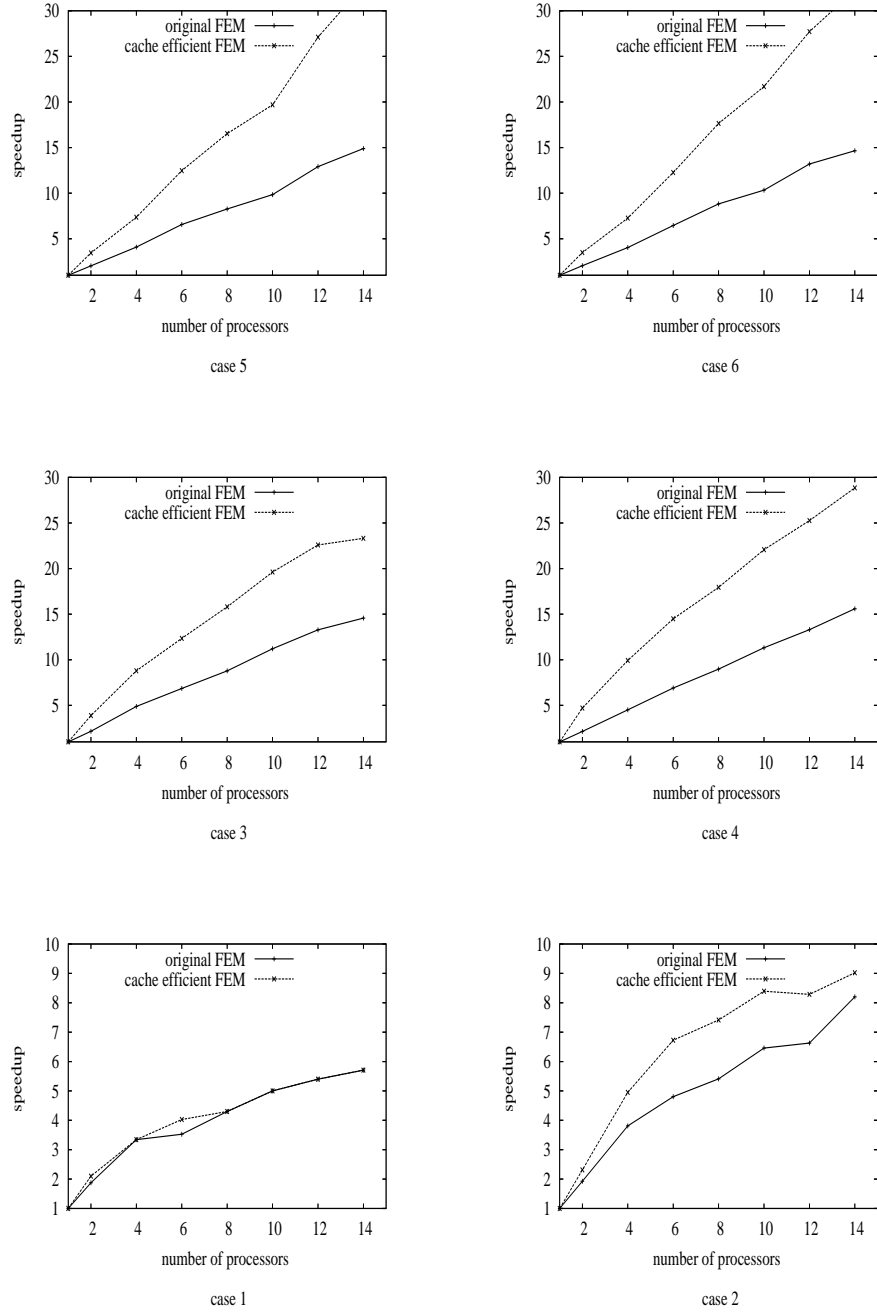 30
25
20
15
10
5
speedup
original FEM
cache efficient FEM
2 4 6 8 10 12 14
number of processors
case 5
30
25
20
15
10
5
speedup
original FEM
cache efficient FEM
2 4 6 8 10 12 14
number of processors
case 6
30
25
20
15
10
5
speedup
original FEM
cache efficient FEM
2 4 6 8 10 12 14
number of processors
case 3
30
25
20
15
10
5
speedup
original FEM
cache efficient FEM
2 4 6 8 10 12 14
number of processors
case 4
10
9
8
7
6
5
4
3
2
1
speedup
original FEM
cache efficient FEM
2 4 6 8 10 12 14
number of processors
case 1
10
9
8
7
6
5
4
3
2
1
speedup
original FEM
cache efficient FEM
2 4 6 8 10 12 14
number of processors
case 2